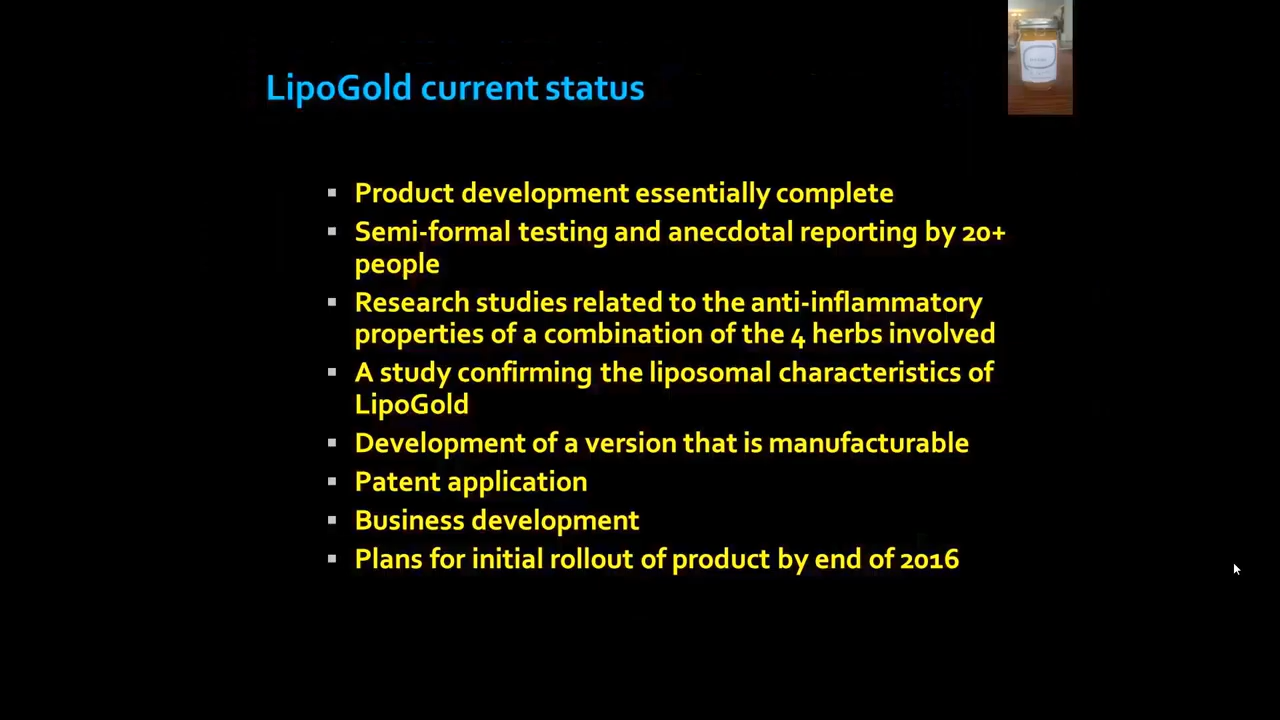 LipoGold current status
▪ Product development essentially complete
▪ Semi-formal testing and anecdotal reporting by 20+
people
▪ Research studies related to the anti-inflammatory
properties of a combination of the 4 herbs involved
▪ A study confirming the liposomal characteristics of
LipoGold
▪ Development of a version that is manufacturable
▪ Patent application
▪ Business development
▪ Plans for initial rollout of product by end of 2016